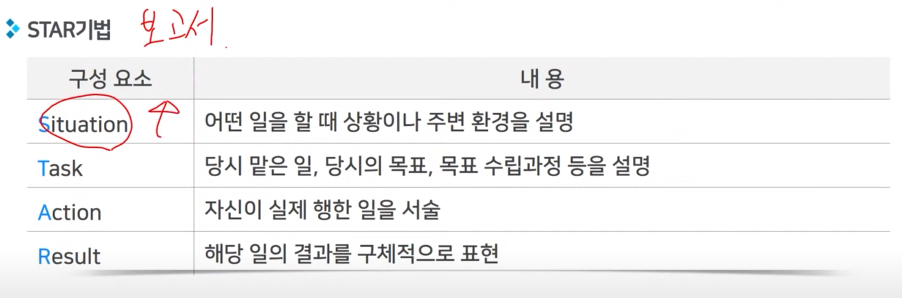 STAR기법 보고서
구성 요소 내 용
Situation 어떤 일을 할 때 상황이나 주변 환경을 설명
Task 당시 맡은 일, 당시의 목표, 목표 수립과정 등을 설명
Action 자신이 실제 행한 일을 서술
Result 해당 일의 결과를 구체적으로 표현